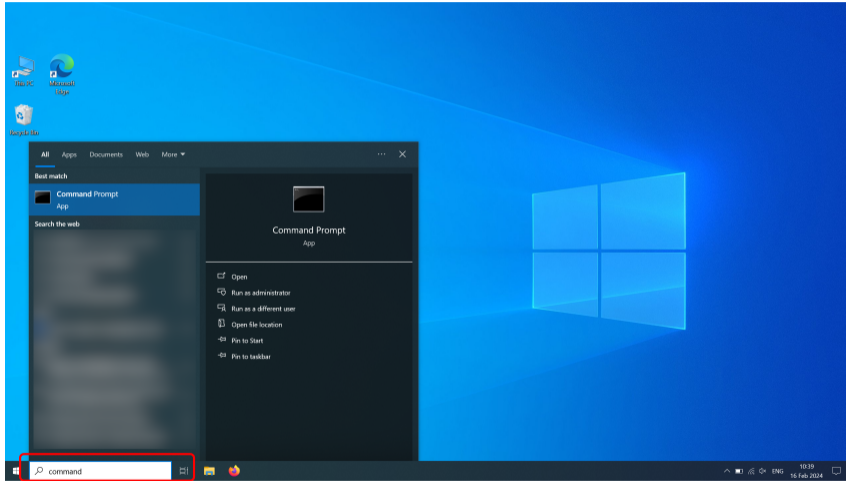 This PC
Microsoft
Edge
Recycle Bin
All Apps Documents Web More
Best match
Command Prompt
App
Search the web
Command Prompt
App
Open
Run as administrator
Run as a different user
Open file location
Pin to Start
Pin to taskbar
command
ENG
10:39
16 Feb 2024